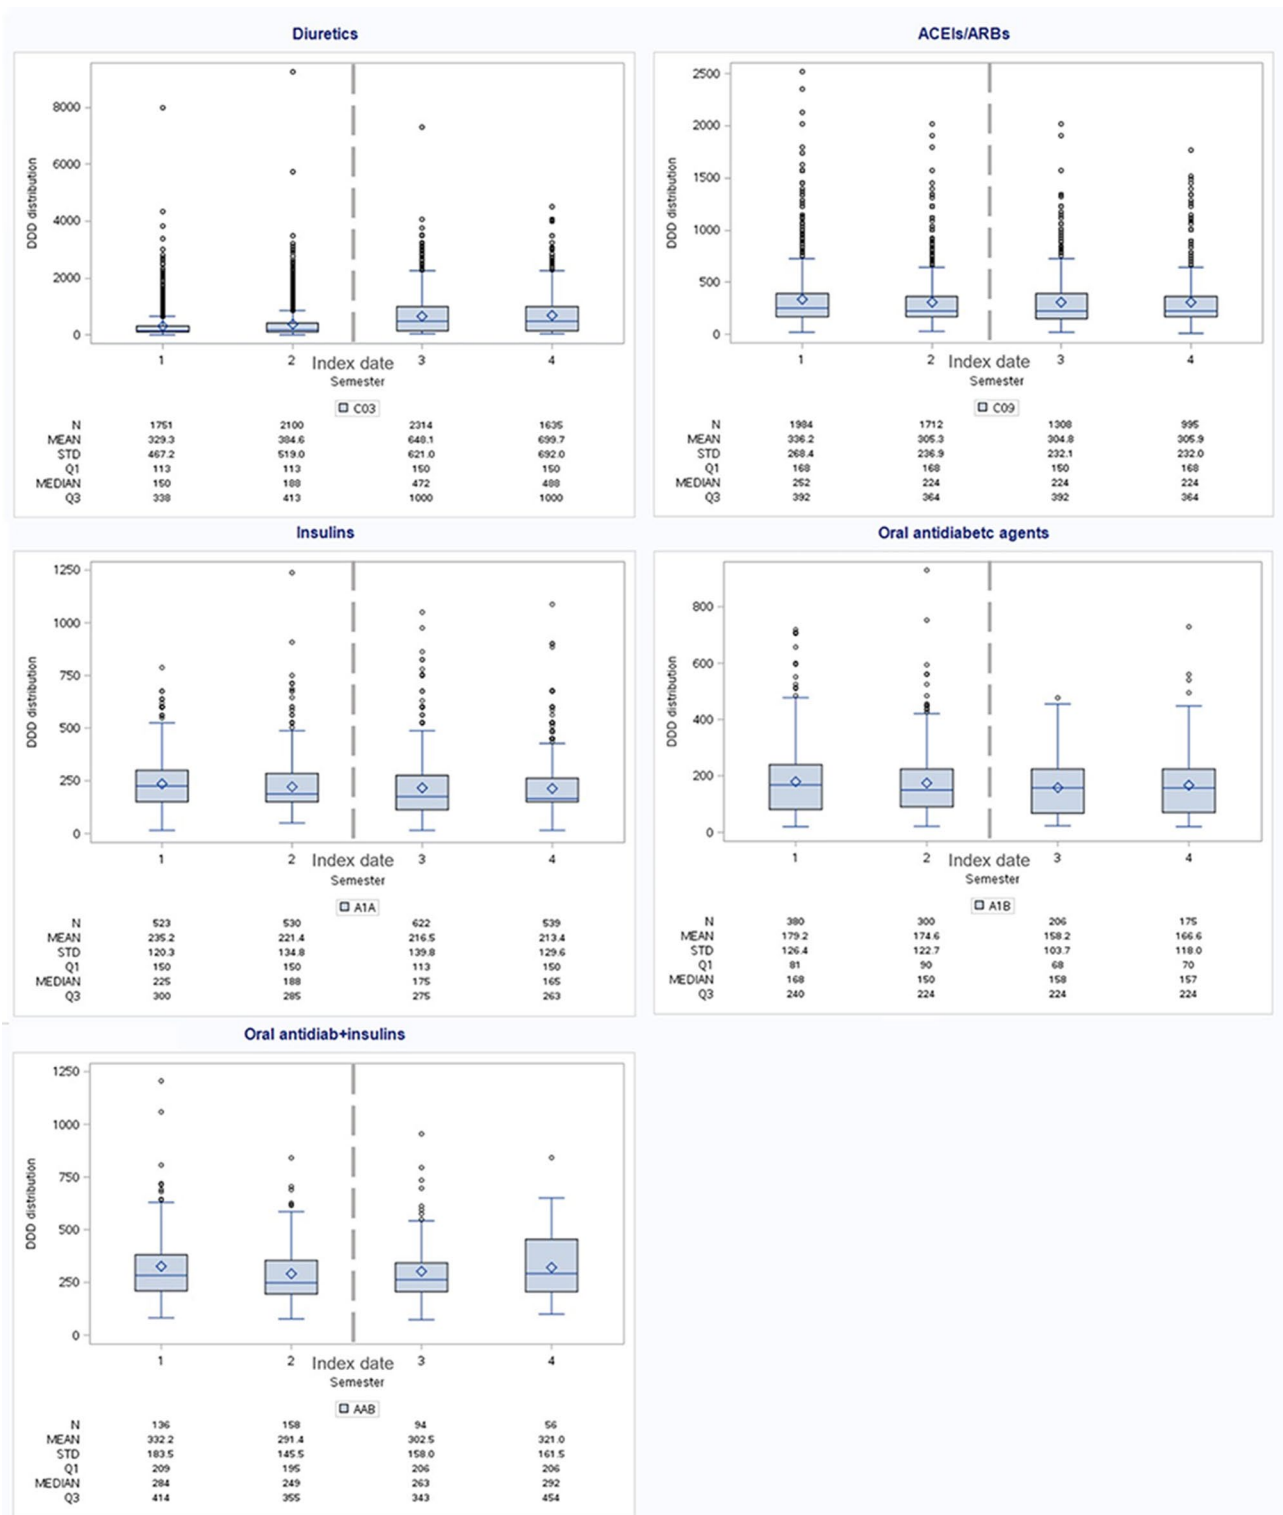 Diuretics
8000
6000
4000
2000
0
DDD distribution
1 2 Index date 3 4
Semester
C03
N 1751 2100 2314 1635
MEAN 329.3 384.6 648.1 699.7
STD 467.2 519.0 621.0 692.0
Q1 113 113 150 150
MEDIAN 150 188 472 488
Q3 338 413 1000 1000
ACEIs/ARBs
2500
2000
1500
1000
500
0
DDD distribution
1 2 Index date 3 4
Semester
C09
N 1984 1712 1308 995
MEAN 336.2 305.3 304.8 305.9
STD 268.4 236.9 232.1 232.0
Q1 168 168 150 168
MEDIAN 252 224 224 224
Q3 392 364 392 364
Insulins
1250
1000
750
500
250
0
DDD distribution
1 2 Index date 3 4
Semester
A1A
N 523 530 622 539
MEAN 235.2 221.4 216.5 213.4
STD 120.3 134.8 139.8 129.6
Q1 150 150 113 150
MEDIAN 225 188 175 165
Q3 300 285 275 263
Oral antidiabetc agents
800
600
400
200
0
DDD distribution
1 2 Index date 3 4
Semester
A1B
N 380 300 206 175
MEAN 179.2 174.6 158.2 166.6
STD 126.4 122.7 103.7 118.0
Q1 81 90 68 70
MEDIAN 168 150 158 157
Q3 240 224 224 224
Oral antidiab+insulins
1250
1000
750
500
250
0
DDD distribution
1 2 Index date 3 4
Semester
AAB
N 136 158 94 56
MEAN 332.2 291.4 302.5 321.0
STD 183.5 145.5 158.0 161.5
Q1 209 195 206 206
MEDIAN 284 249 263 292
Q3 414 355 343 454